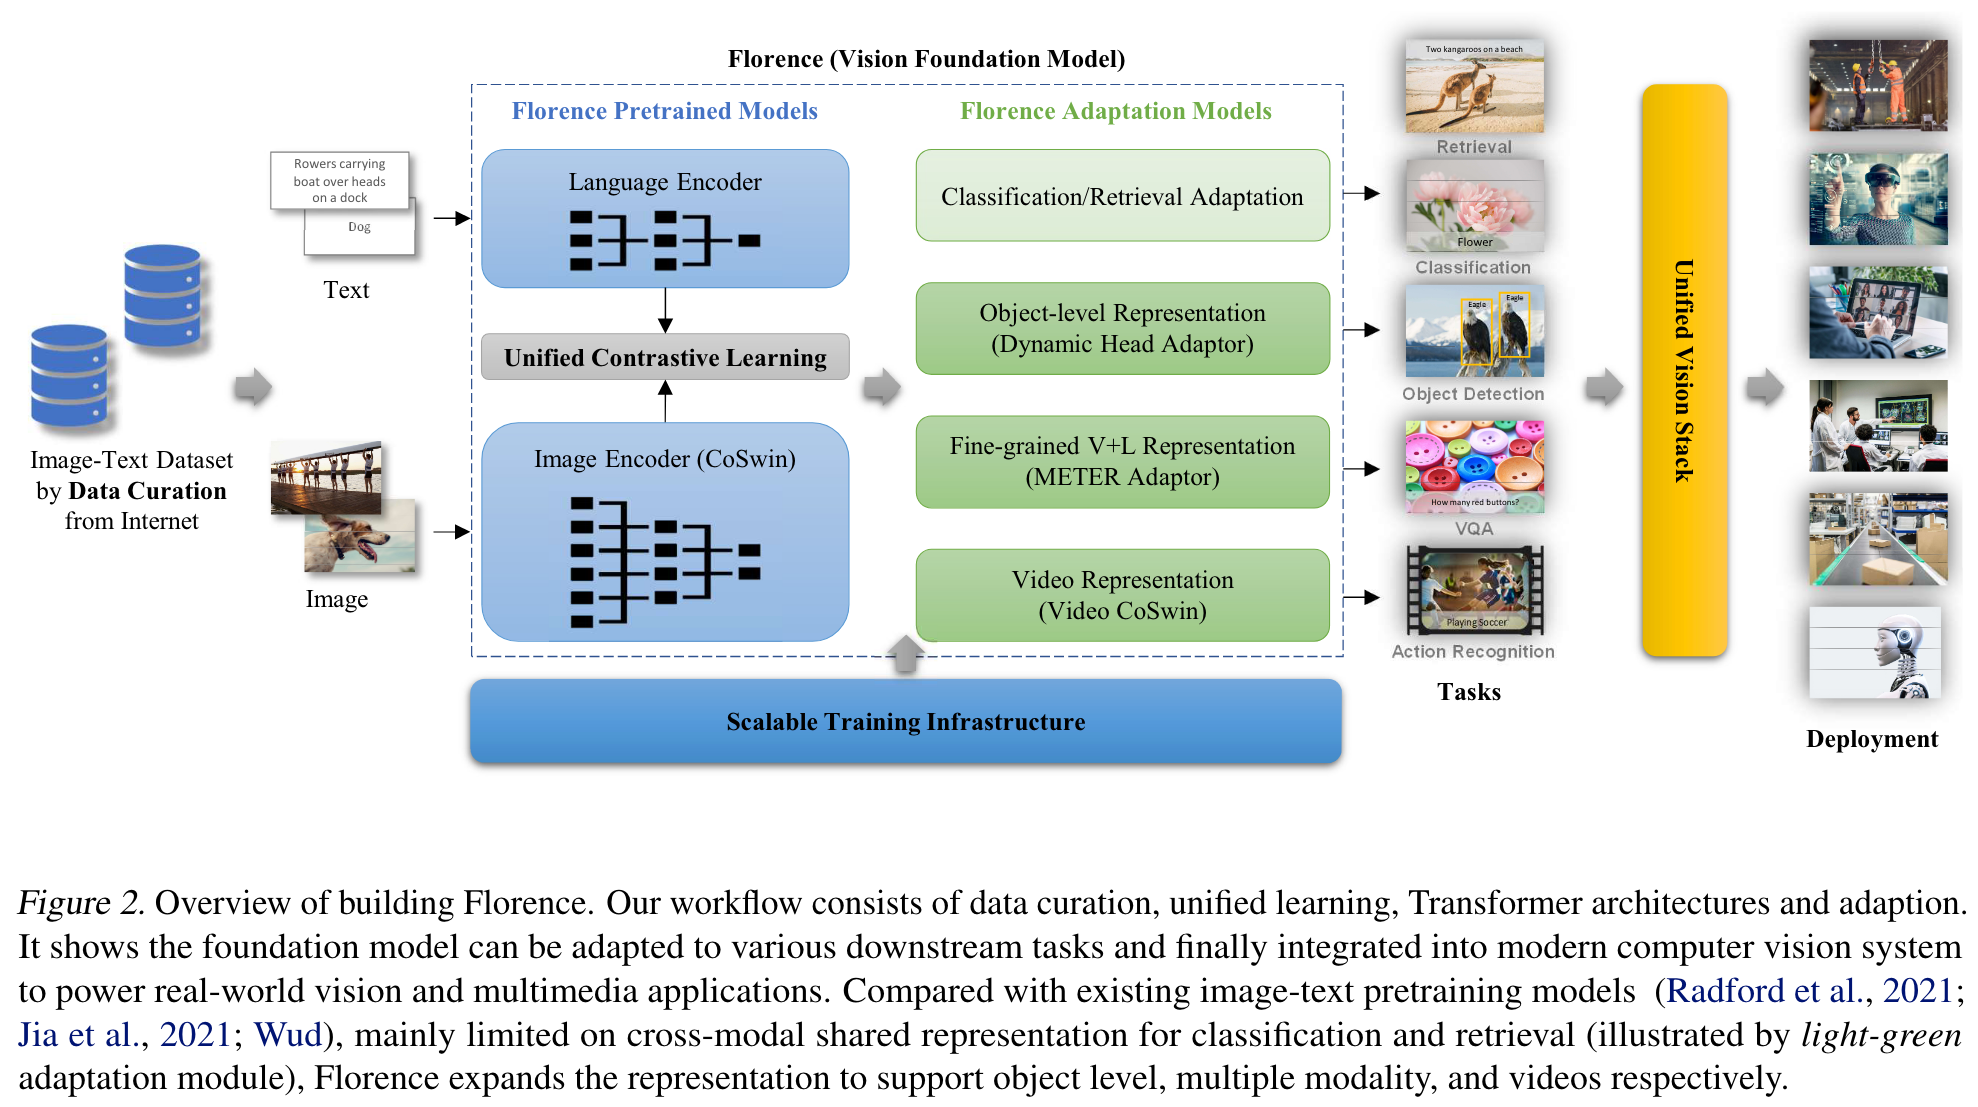 Florence (Vision Foundation Model)
Florence Pretrained Models
Florence Adaptation Models
Rowers carrying
boat over heads
on a dock
Dog
Text
Image-Text Dataset
by Data Curation
from Internet
Image
Language Encoder
Unified Contrastive Learning
Image Encoder (CoSwin)
Classification/Retrieval Adaptation
Object-level Representation
(Dynamic Head Adaptor)
Fine-grained V+L Representation
(METER Adaptor)
Video Representation
(Video CoSwin)
Scalable Training Infrastructure
Two kangaroos on a beach
Retrieval
Flower
Classification
Eagle
Eagle
Object Detection
How many red buttons?
VQA
Playing Soccer
Action Recognition
Tasks
Unified Vision Stack
Deployment
Figure 2. Overview of building Florence. Our workflow consists of data curation, unified learning, Transformer architectures and adaption.
It shows the foundation model can be adapted to various downstream tasks and finally integrated into modern computer vision system
to power real-world vision and multimedia applications. Compared with existing image-text pretraining models (Radford et al., 2021;
Jia et al., 2021; Wud), mainly limited on cross-modal shared representation for classification and retrieval (illustrated by light-green
adaptation module), Florence expands the representation to support object level, multiple modality, and videos respectively.